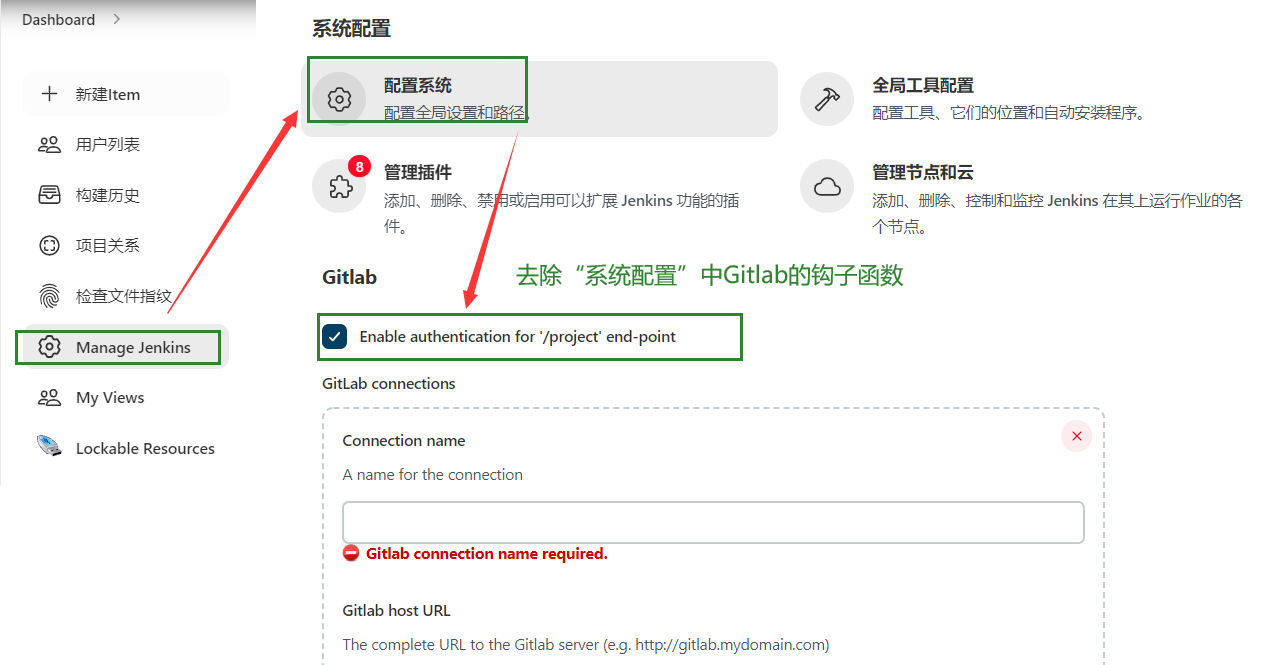 Dashboard
新建Item
用户列表
构建历史
项目关系
检查文件指纹
Manage Jenkins
My Views
Lockable Resources
系统配置
配置系统
配置全局设置和路径。
全局工具配置
配置工具、它们的位置和自动安装程序。
8
管理插件
添加、删除、禁用或启用可以扩展 Jenkins 功能的插
件。
管理节点和云
添加、删除、控制和监控 Jenkins 在其上运行作业的各
个节点。
Gitlab
去除“系统配置”中Gitlab的钩子函数
Enable authentication for '/project' end-point
GitLab connections
Connection name
A name for the connection
Gitlab connection name required.
Gitlab host URL
The complete URL to the Gitlab server (e.g. http://gitlab.mydomain.com)